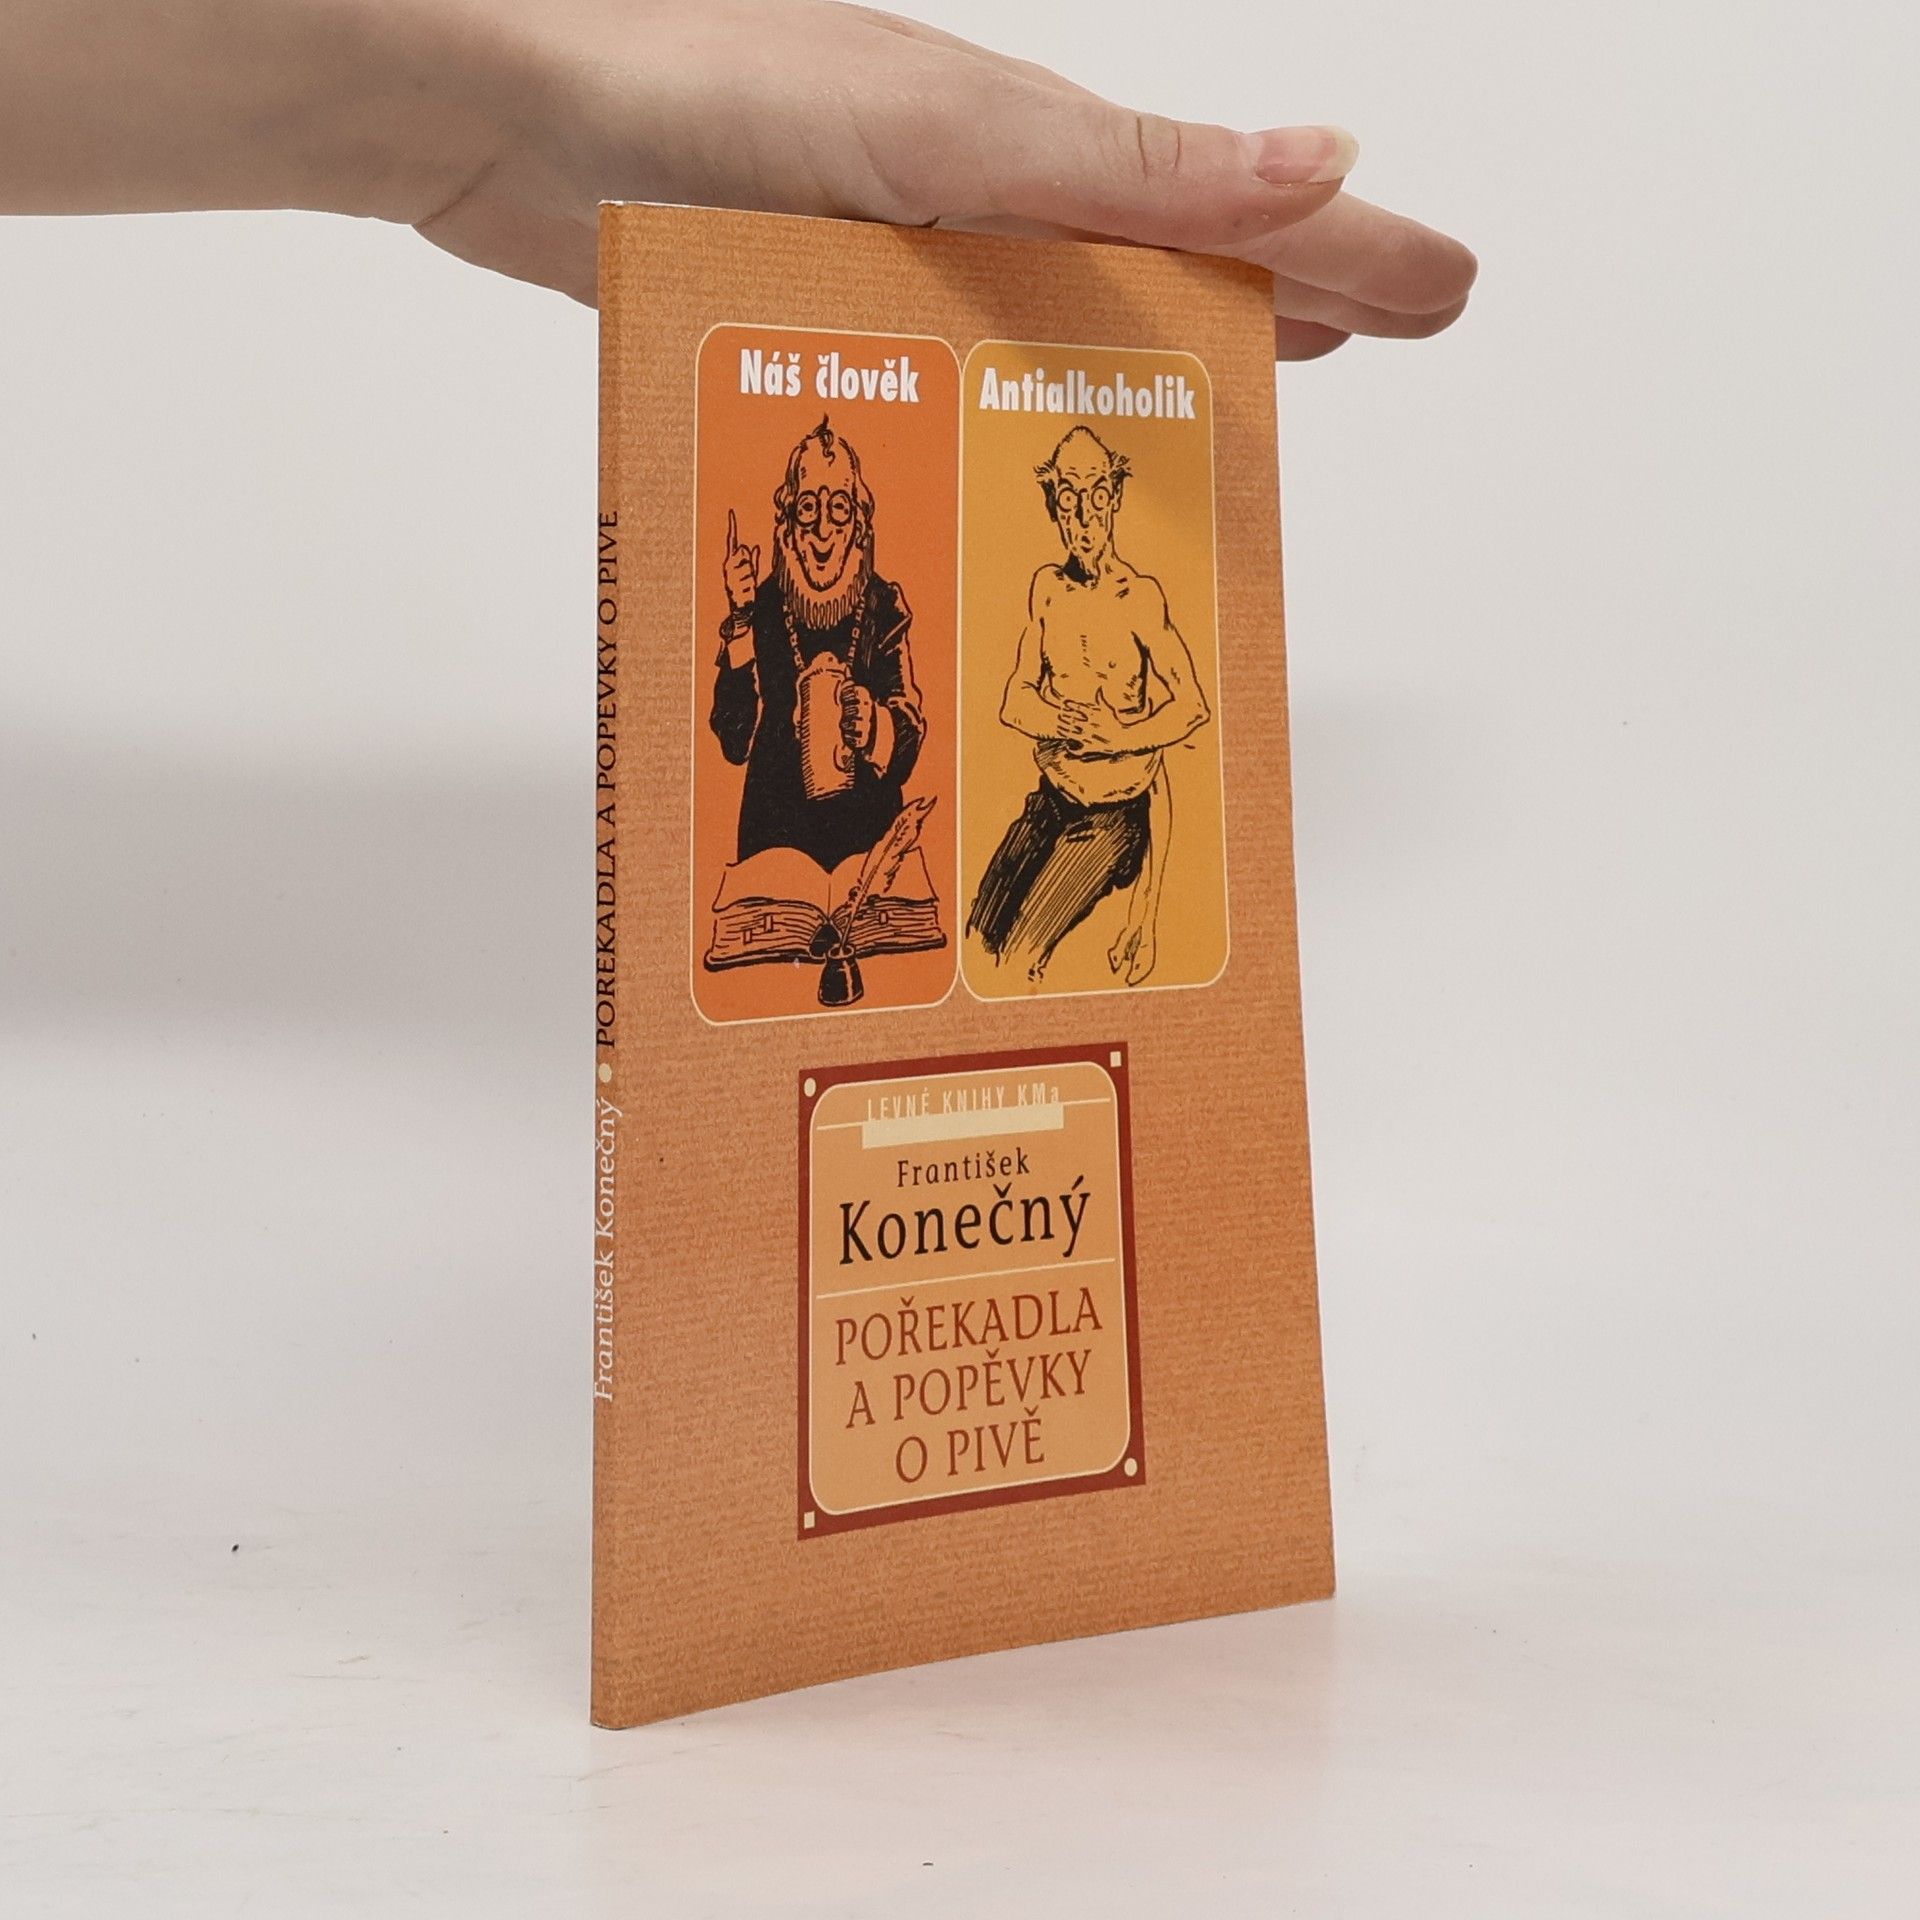 Náš člověk
Antialkoholik
LEVNÉ KNIHY KMa
František
Konečný
POŘEKADLA
A POPĚVKY
O PIVĚ
František Konečný • POŘEKADLA A POPĚVKY O PIVĚ